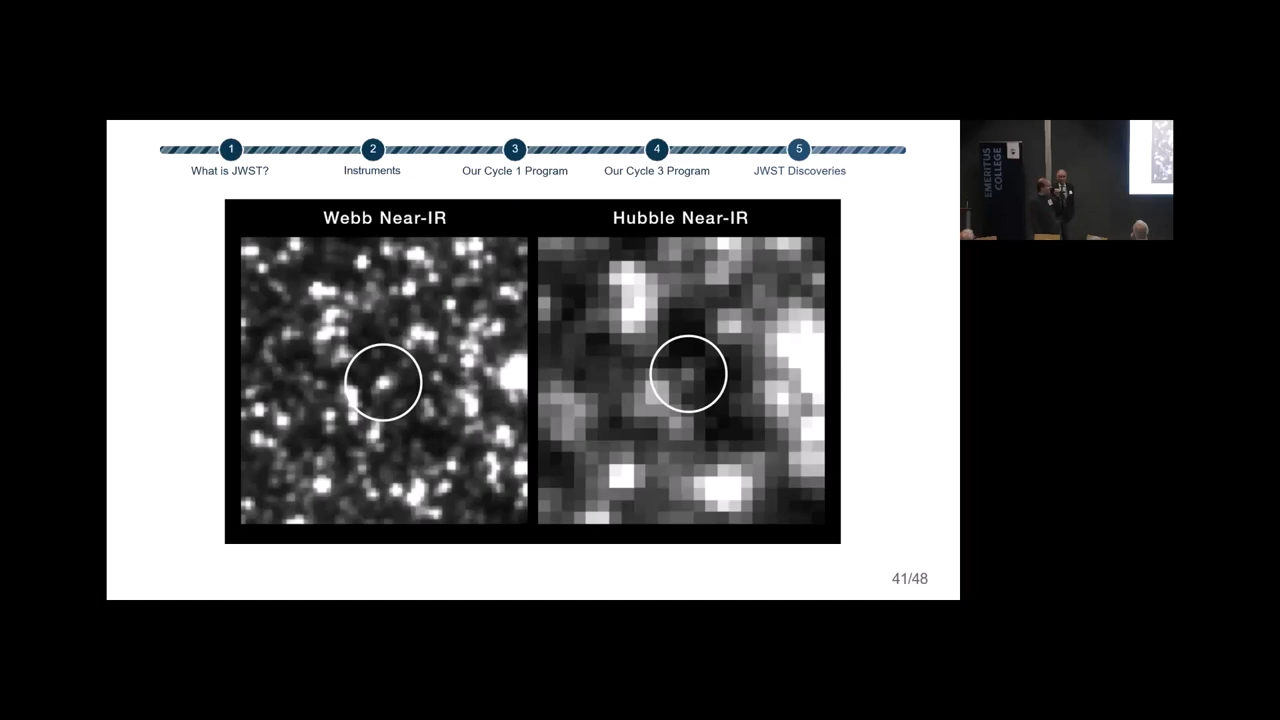 1
2
3
4
5
What is JWST?
Instruments
Our Cycle 1 Program
Our Cycle 3 Program
JWST Discoveries
Webb Near-IR
Hubble Near-IR
41/48
EMERITUS
COLLEGE